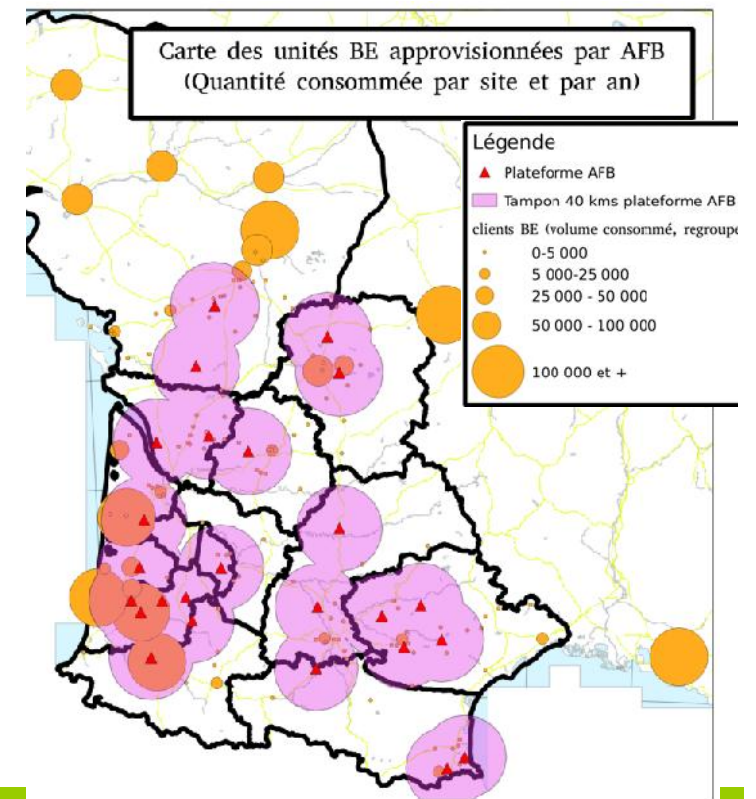 Carte des unités BE approvisionnées par AFB
(Quantité consommée par site et par an)
Légende
Plateforme AFB
Tampon 40 kms plateforme AFB
clients BE (volume consommé, regroupe
0-5 000
5 000-25 000
25 000 - 50 000
50 000 - 100 000
100 000 et +